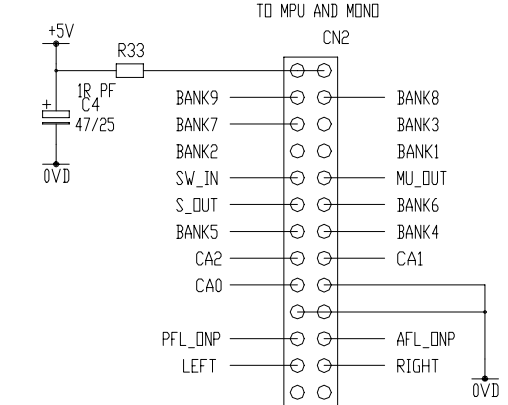 TO MPU AND MONO
+5V
CN2
R33
1R PF
BANK9
BANK8
+
C4
47/25
BANK7
BANK3
BANK2
BANK1
0VD
SW_IN
MU_OUT
S_OUT
BANK6
BANK5
BANK4
CA2
CA1
CA0
PFL_ONP
AFL_ONP
LEFT
RIGHT
0VD